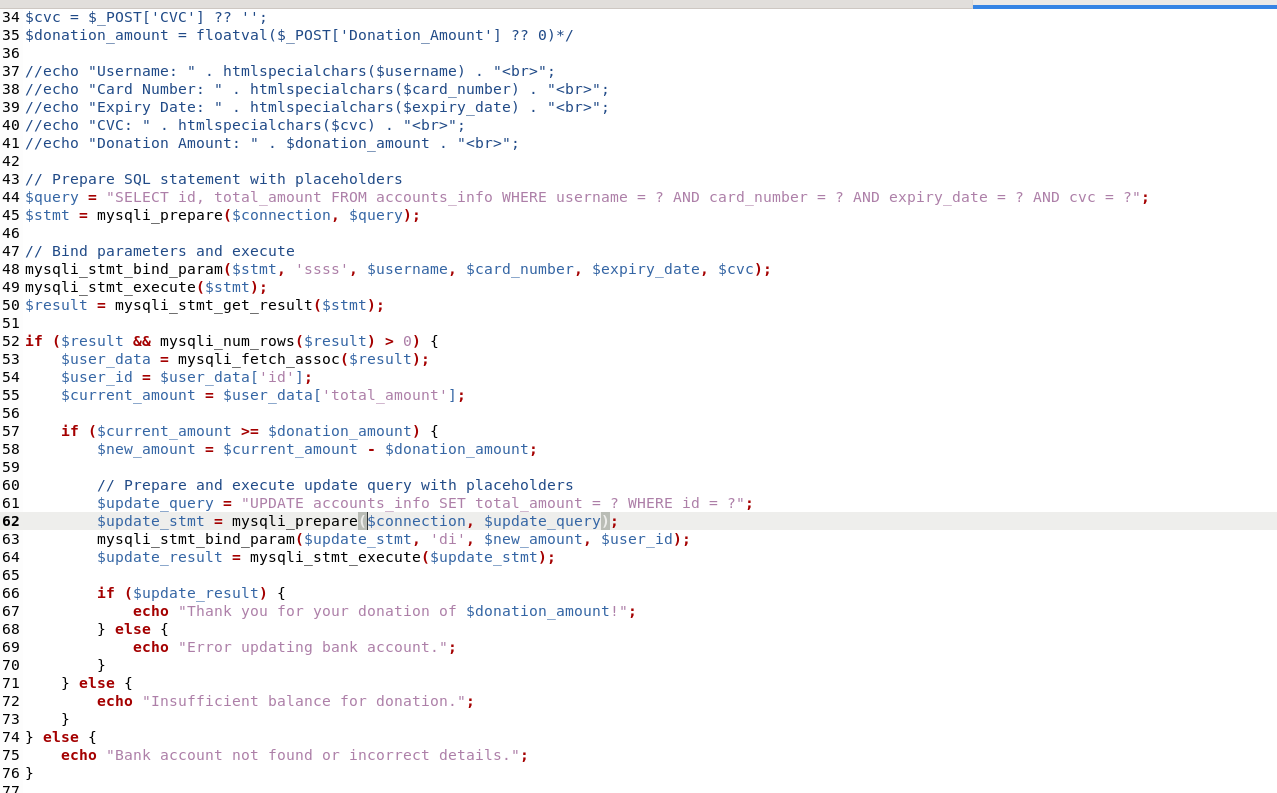 34 $cvc = $_POST['CVC'] ?? '';
35 $donation_amount = floatval($_POST['Donation_Amount'] ?? 0)*/
36
37 //echo "Username: " . htmlspecialchars($username) . "<br>";
38 //echo "Card Number: " . htmlspecialchars($card_number) . "<br>";
39 //echo "Expiry Date: " . htmlspecialchars($expiry_date) . "<br>";
40 //echo "CVC: " . htmlspecialchars($cvc) . "<br>";
41 //echo "Donation Amount: " . $donation_amount . "<br>";
42
43 // Prepare SQL statement with placeholders
44 $query = "SELECT id, total_amount FROM accounts_info WHERE username = ? AND card_number = ? AND expiry_date = ? AND cvc = ?";
45 $stmt = mysqli_prepare($connection, $query);
46
47 // Bind parameters and execute
48 mysqli_stmt_bind_param($stmt, 'ssss', $username, $card_number, $expiry_date, $cvc);
49 mysqli_stmt_execute($stmt);
50 $result = mysqli_stmt_get_result($stmt);
51
52 if ($result && mysqli_num_rows($result) > 0) {
53     $user_data = mysqli_fetch_assoc($result);
54     $user_id = $user_data['id'];
55     $current_amount = $user_data['total_amount'];
56
57     if ($current_amount >= $donation_amount) {
58         $new_amount = $current_amount - $donation_amount;
59
60         // Prepare and execute update query with placeholders
61         $update_query = "UPDATE accounts_info SET total_amount = ? WHERE id = ?";
62         $update_stmt = mysqli_prepare($connection, $update_query);
63         mysqli_stmt_bind_param($update_stmt, 'di', $new_amount, $user_id);
64         $update_result = mysqli_stmt_execute($update_stmt);
65
66         if ($update_result) {
67             echo "Thank you for your donation of $donation_amount!";
68         } else {
69             echo "Error updating bank account.";
70         }
71     } else {
72         echo "Insufficient balance for donation.";
73     }
74 } else {
75     echo "Bank account not found or incorrect details.";
76 }
77